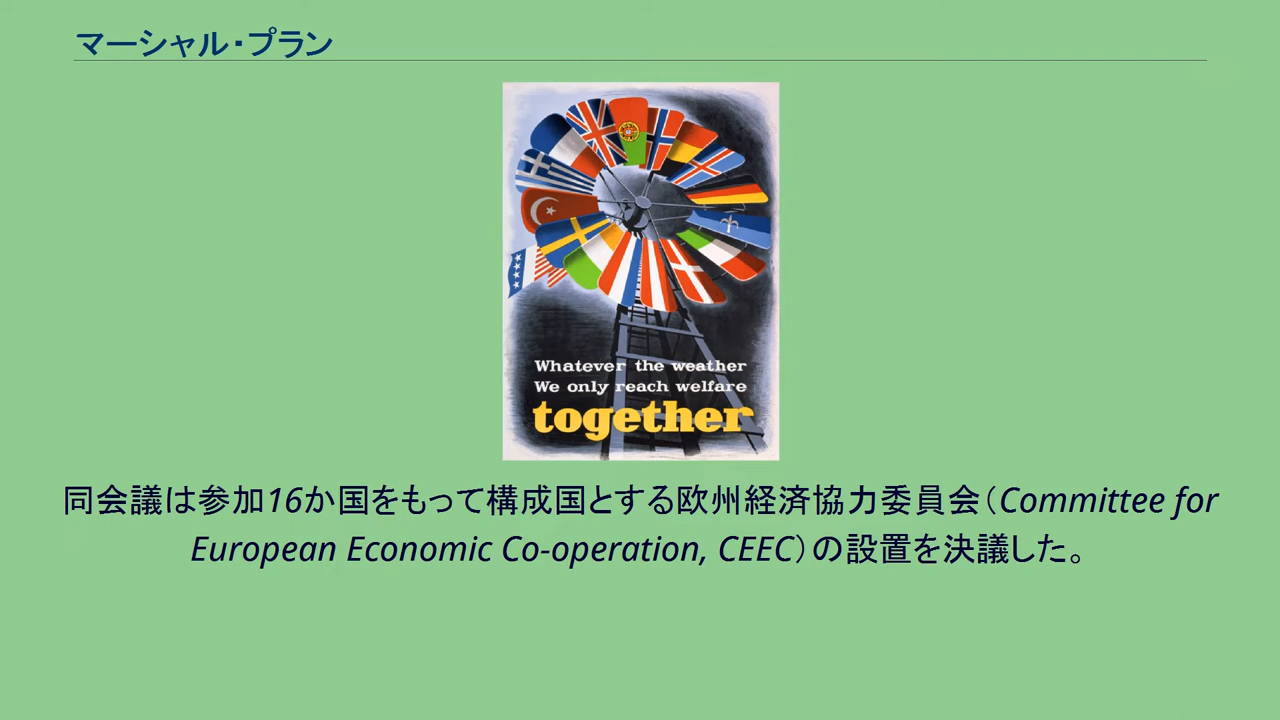 マーシャル・プラン
Whatever the weather
We only reach welfare
together
同会議は参加16か国をもって構成国とする欧州経済協力委員会（Committee for
European Economic Co-operation, CEEC）の設置を決議した。